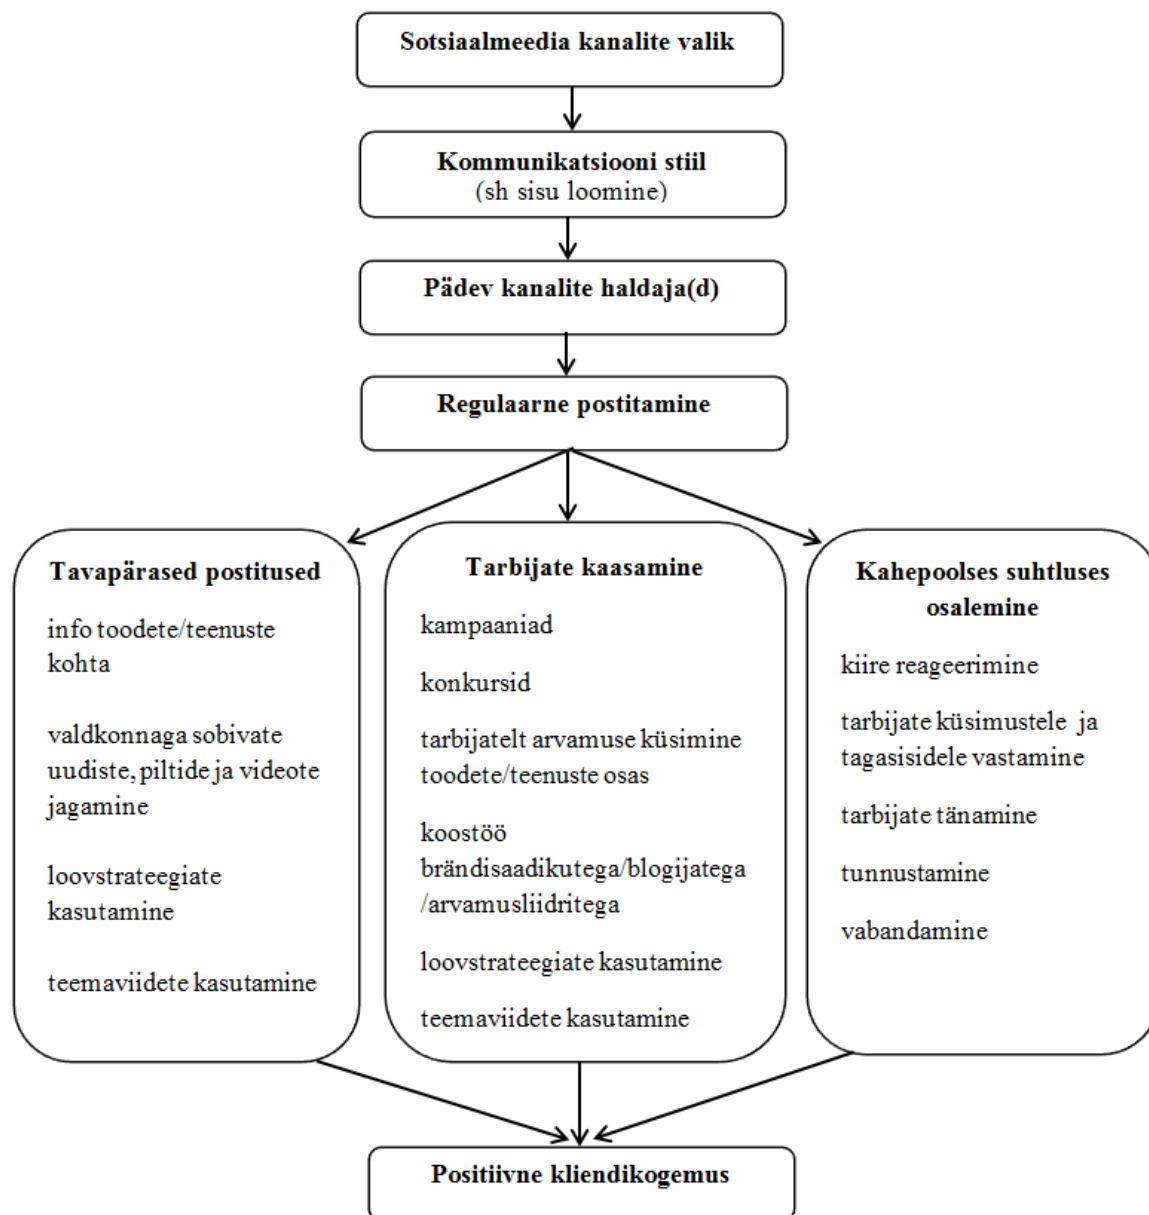 Sotsiaalmeedia kanalite valik
Kommunikatsiooni stiil
(sh sisu loomine)
Pädev kanalite haldaja(d)
Regulaarne postitamine
Tavapärased postitused
info toodete/teenuste
kohta
valdkonnaga sobivate
uudiste, piltide ja videote
jagamine
loovstrateegiate
kasutamine
teemaviidete kasutamine
Tarbijate kaasamine
kampaaniad
konkursid
tarbijatelt arvamuse küsimine
toodete/teenuste osas
koostöö
brändisaadikutega/blogijatega
/arvamusliidritega
loovstrateegiate kasutamine
teemaviidete kasutamine
Kahepoolses suhtluses
osalemine
kiire reageerimine
tarbijate küsimustele ja
tagasisidele vastamine
tarbijate tänamine
tunnustamine
vabandamine
Positiivne kliendikogemus